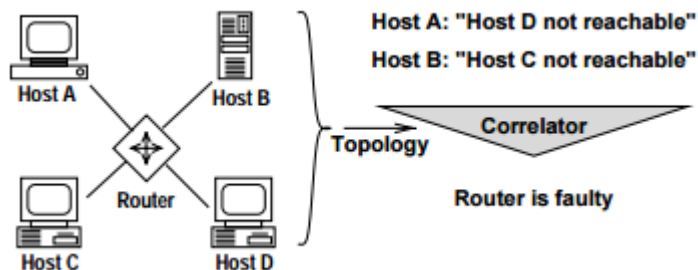 Host A: "Host D not reachable"
Host B: "Host C not reachable"
Host A
Host B
Topology
Correlator
Router
Router is faulty
Host C
Host D